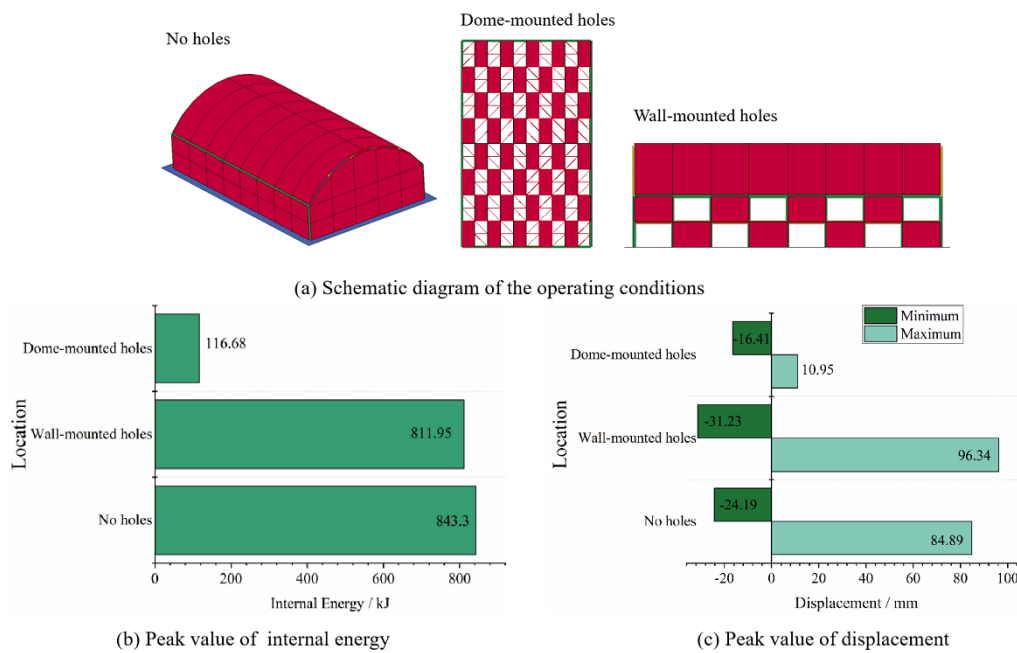 No holes
Dome-mounted holes
Wall-mounted holes
(a) Schematic diagram of the operating conditions
Location
Dome-mounted holes
116.68
Wall-mounted holes
811.95
No holes
843.3
0
200
400
600
800
Internal Energy / kJ
(b) Peak value of internal energy
Minimum
Maximum
Location
Dome-mounted holes
-16.41
10.95
Wall-mounted holes
-31.23
96.34
No holes
-24.19
84.89
-20
0
20
40
60
80
100
Displacement / mm
(c) Peak value of displacement